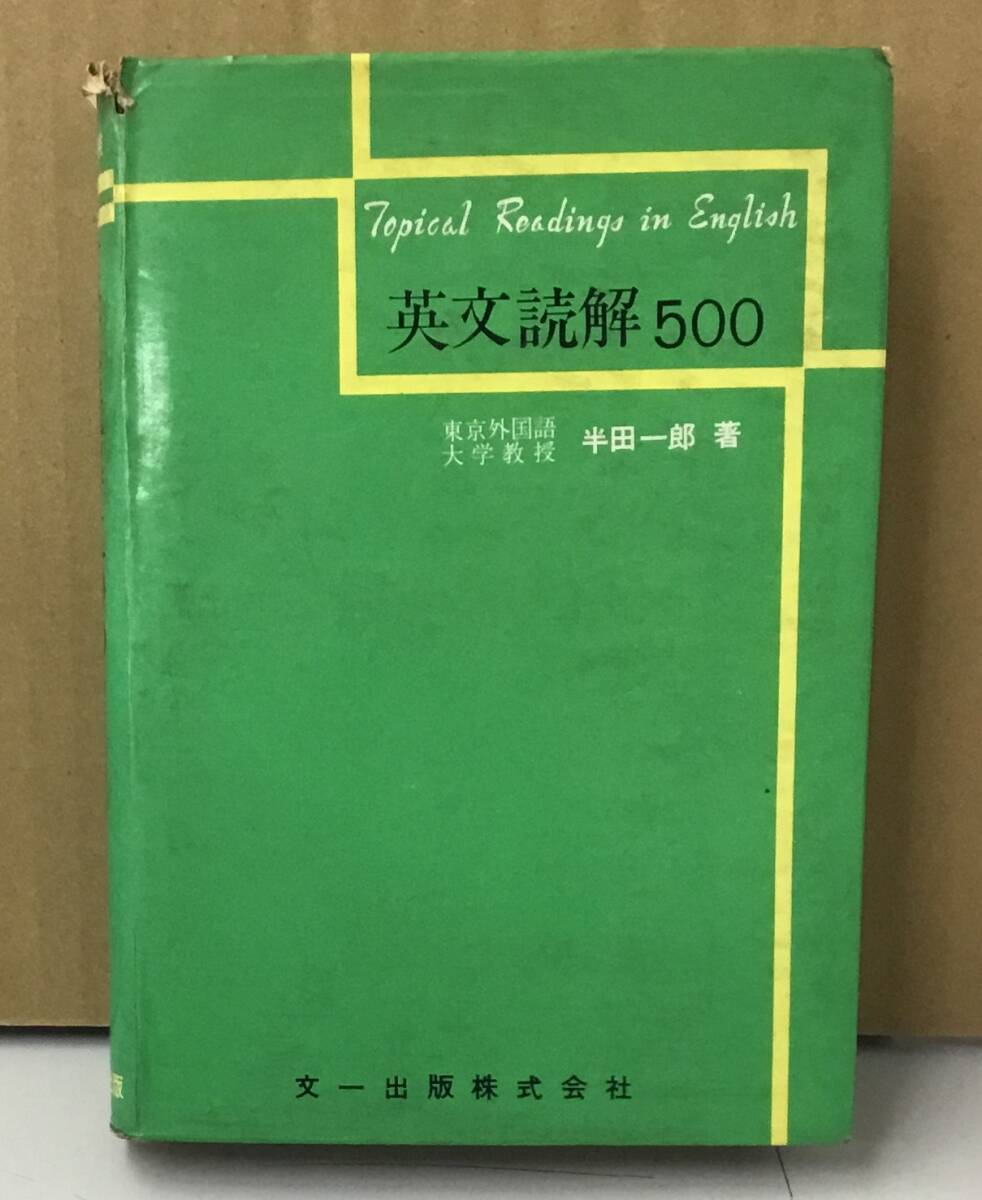 Topical Readings in English
英文読解500
東京外国語
大学教授
半田一郎 著
文一出版株式会社
版